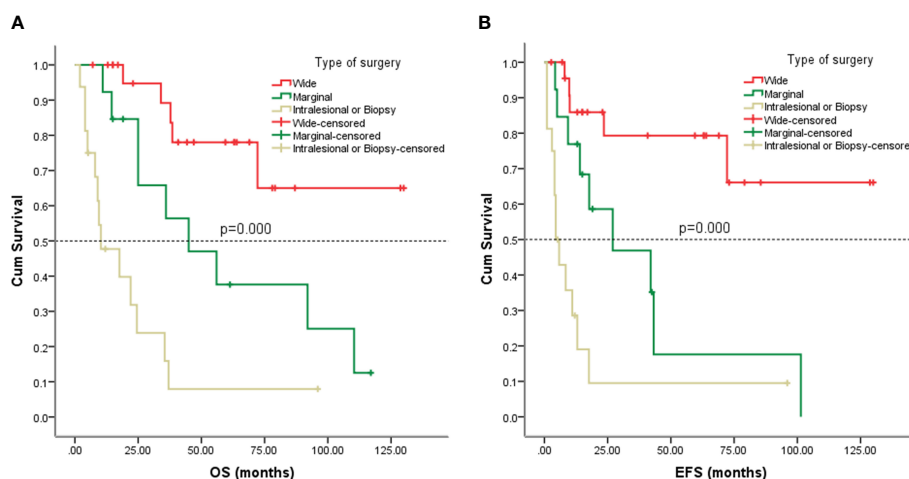 A
Type of surgery
Wide
Marginal
Intralesional or Biopsy
Wide-censored
Marginal-censored
Intralesional or Biopsy-censored
p=0.000
Cum Survival
1.0
0.9
0.8
0.7
0.6
0.5
0.4
0.3
0.2
0.1
0.0
.00 25.00 50.00 75.00 100.00 125.00
OS (months)
B
Type of surgery
Wide
Marginal
Intralesional or Biopsy
Wide-censored
Marginal-censored
Intralesional or Biopsy-censored
p=0.000
Cum Survival
1.0
0.9
0.8
0.7
0.6
0.5
0.4
0.3
0.2
0.1
0.0
.00 25.00 50.00 75.00 100.00 125.00
EFS (months)